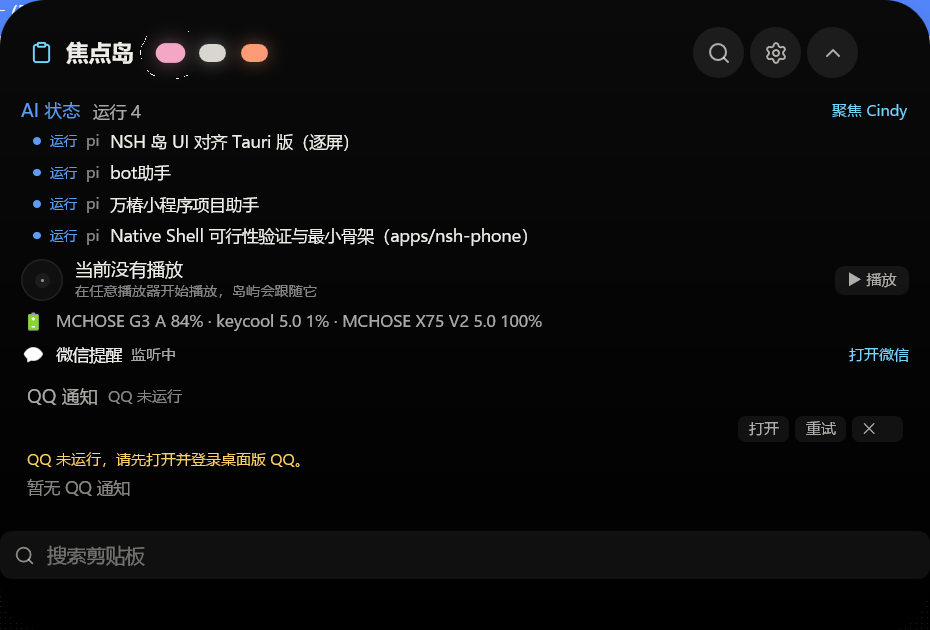 焦点岛
AI 状态 运行 4 聚焦 Cindy
运行 pi NSH 岛 UI 对齐 Tauri 版（逐屏）
运行 pi bot助手
运行 pi 万椿小程序项目助手
运行 pi Native Shell 可行性验证与最小骨架（apps/nsh-phone）
当前没有播放
在任意播放器开始播放，岛屿会跟随它
播放
MCHOSE G3 A 84% · keycool 5.0 1% · MCHOSE X75 V2 5.0 100%
微信提醒 监听中 打开微信
QQ 通知 QQ 未运行
打开 重试
QQ 未运行，请先打开并登录桌面版 QQ。
暂无 QQ 通知
搜索剪贴板